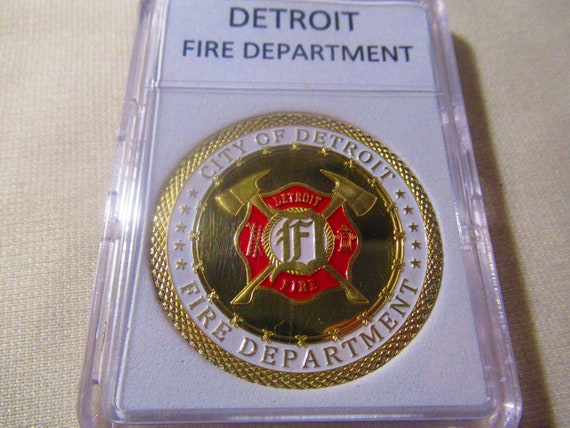 DETROIT
FIRE DEPARTMENT
CITY OF DETROIT
DETROIT
F
FIRE
FIRE DEPARTMENT